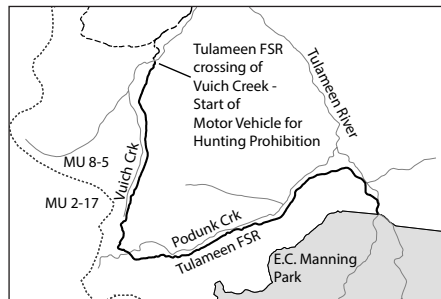 Tulameen FSR
crossing of
Vuich Creek -
Start of
Motor Vehicle for
Hunting Prohibition
Tulameen River
MU 8-5
Vuich Crk
MU 2-17
Podunk Crk
Tulameen FSR
E.C. Manning
Park